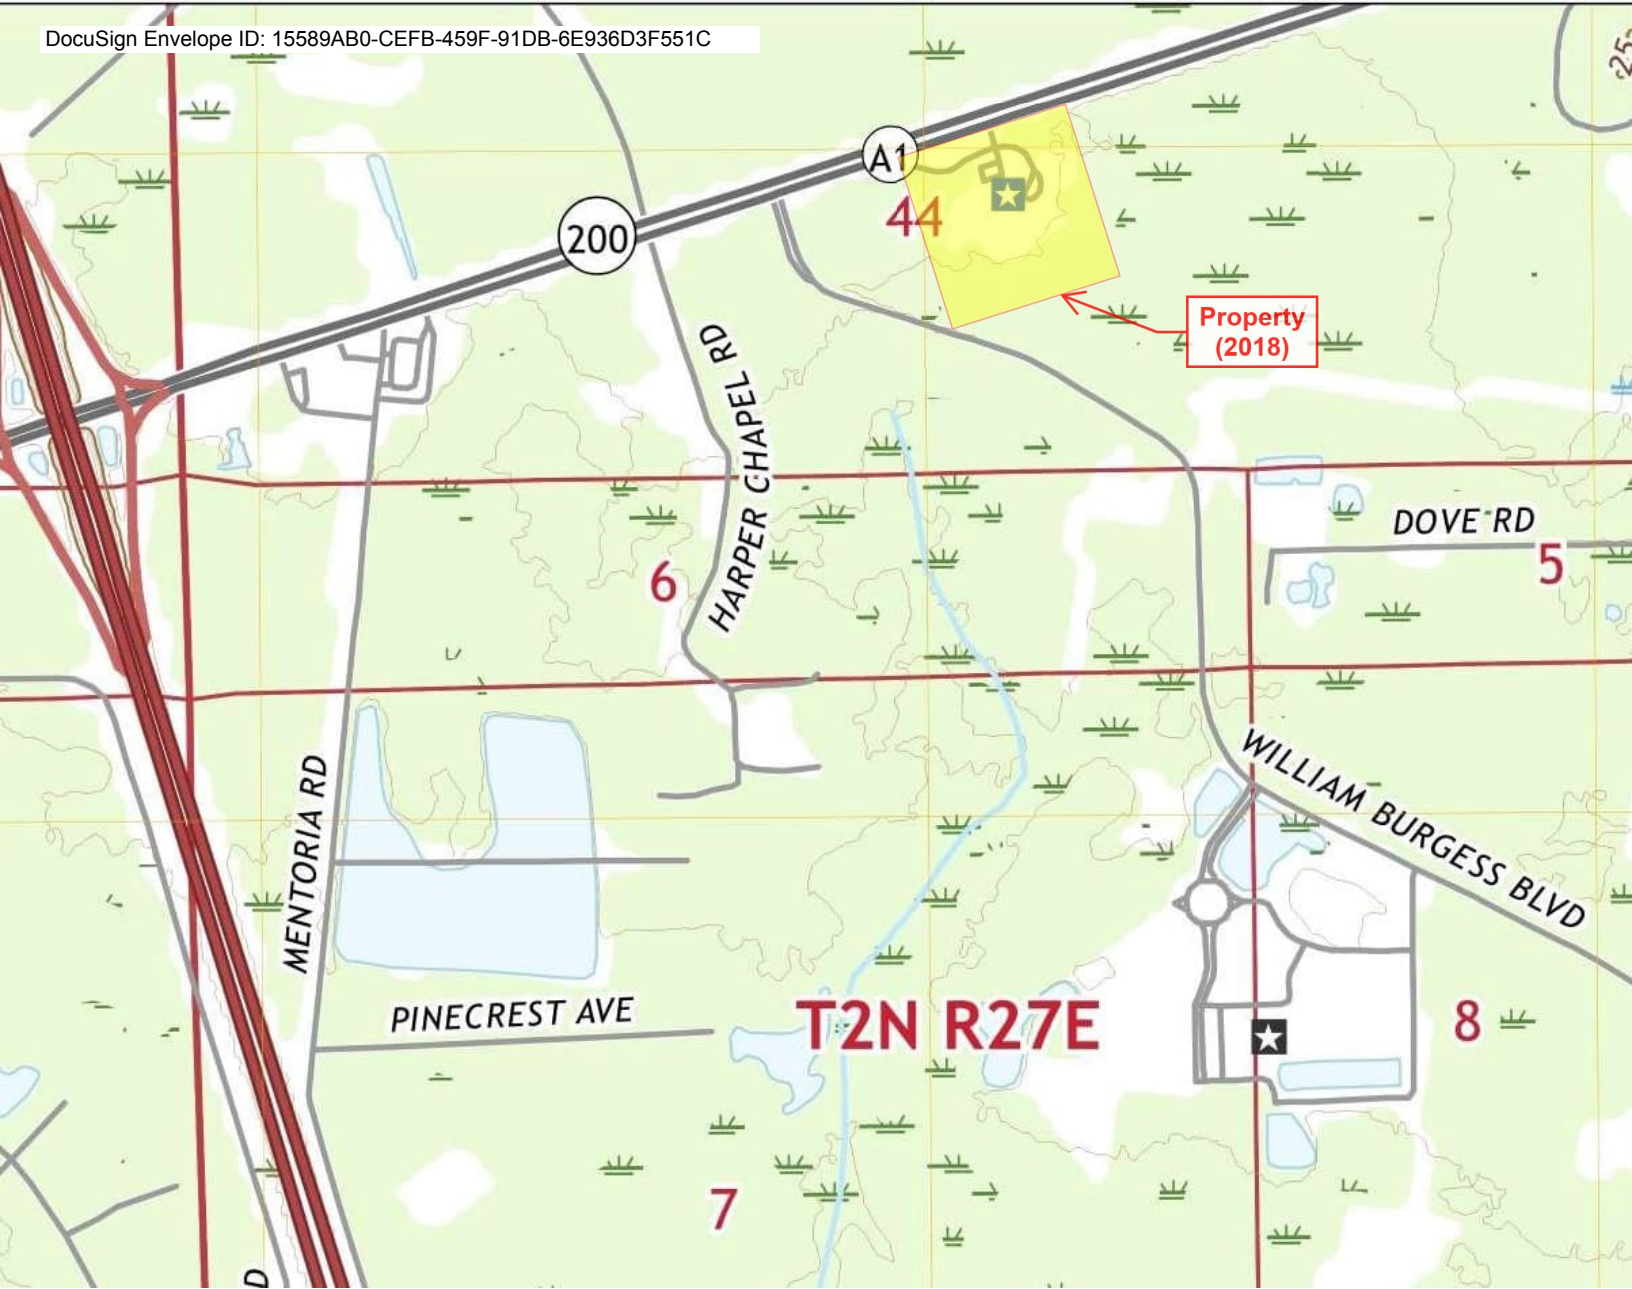 DocuSign Envelope ID: 15589AB0-CEFB-459F-91DB-6E936D3F551C
A1
44
200
Property
(2018)
HARPER CHAPEL RD
DOVE RD
5
6
WILLIAM BURGESS BLVD
MENTORIA RD
PINECREST AVE
T2N R27E
8
7
D